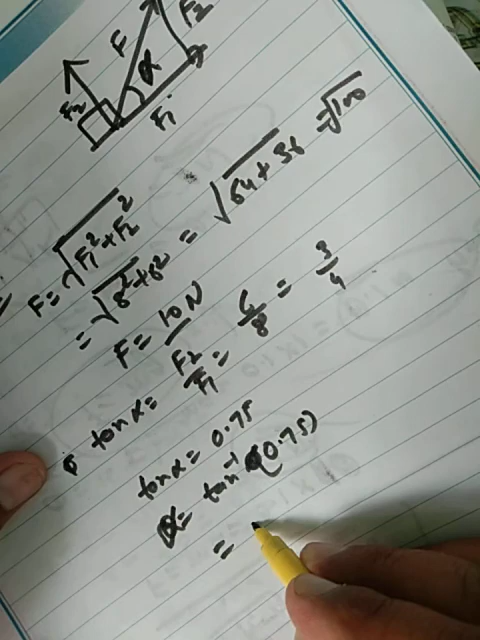 F₂
F
α
F₂
F₁
F = √F₁² + F₂²
= √8² + 6² = √64 + 36 = √100
F = 10 N
tan α = F₂/F₁ = 6/8 = 3/4
tan α = 0.75
α = tan⁻¹ (0.75)
=